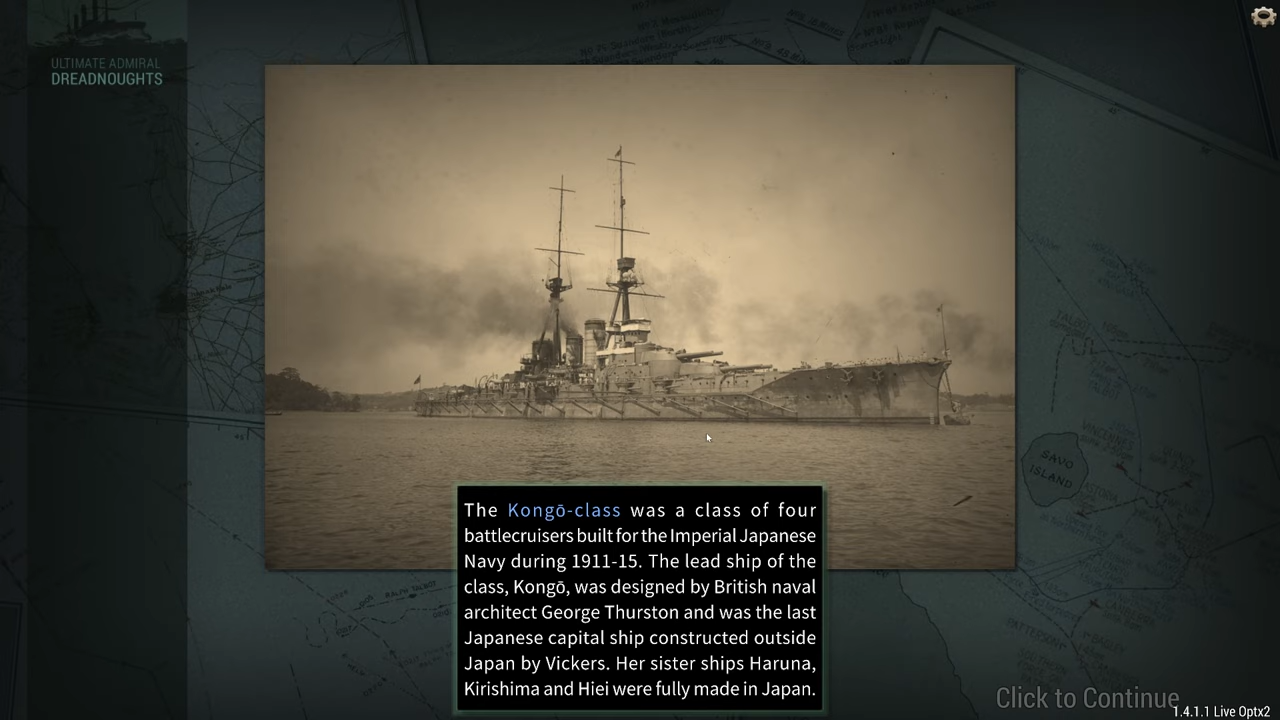 ULTIMATE ADMIRAL
DREADNOUGHTS
SAVO
ISLAND
The Kongō-class was a class of four
battlecruisers built for the Imperial Japanese
Navy during 1911-15. The lead ship of the
class, Kongō, was designed by British naval
architect George Thurston and was the last
Japanese capital ship constructed outside
Japan by Vickers. Her sister ships Haruna,
Kirishima and Hiei were fully made in Japan.
Click to Continue
1.4.1.1 Live Optx2